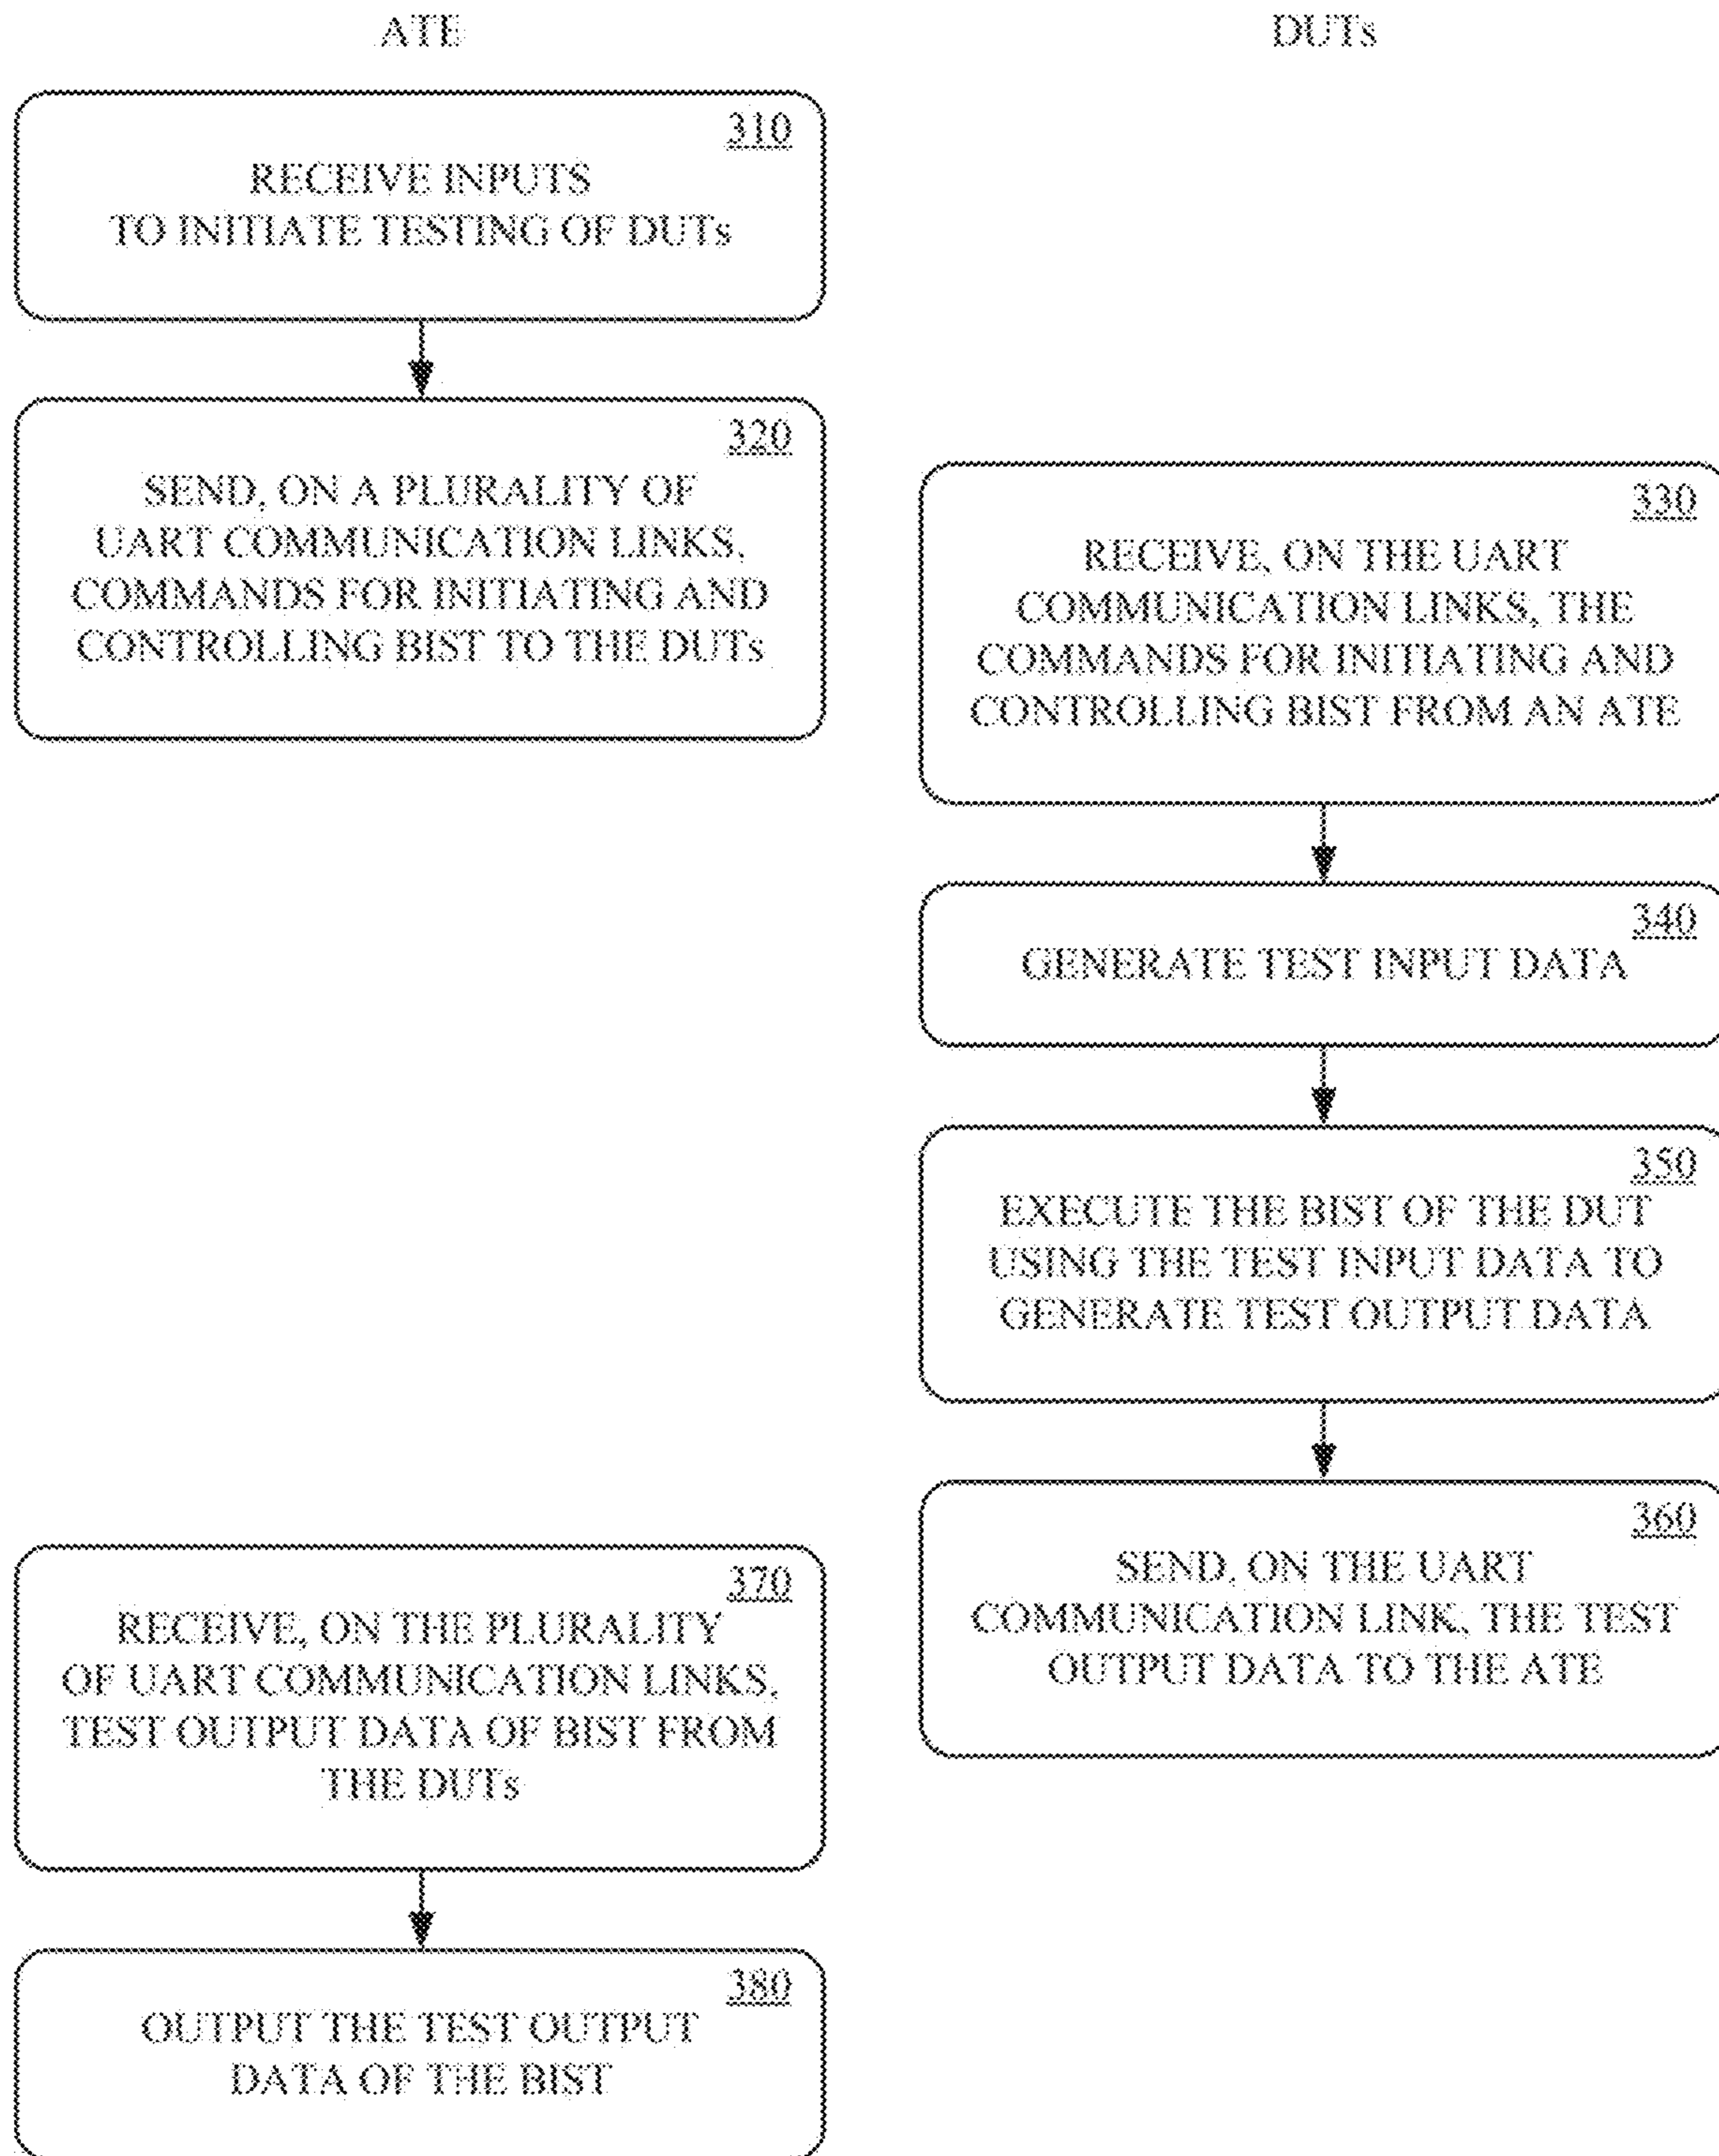 ATE
DUTs
310
RECEIVE INPUTS
TO INITIATE TESTING OF DUTs
320
SEND, ON A PLURALITY OF
UART COMMUNICATION LINKS,
COMMANDS FOR INITIATING AND
CONTROLLING BIST TO THE DUTs
330
RECEIVE, ON THE UART
COMMUNICATION LINKS, THE
COMMANDS FOR INITIATING AND
CONTROLLING BIST FROM AN ATE
340
GENERATE TEST INPUT DATA
350
EXECUTE THE BIST OF THE DUT
USING THE TEST INPUT DATA TO
GENERATE TEST OUTPUT DATA
360
SEND, ON THE UART
COMMUNICATION LINK, THE TEST
OUTPUT DATA TO THE ATE
370
RECEIVE, ON THE PLURALITY
OF UART COMMUNICATION LINKS,
TEST OUTPUT DATA OF BIST FROM
THE DUTs
380
OUTPUT THE TEST OUTPUT
DATA OF THE BIST